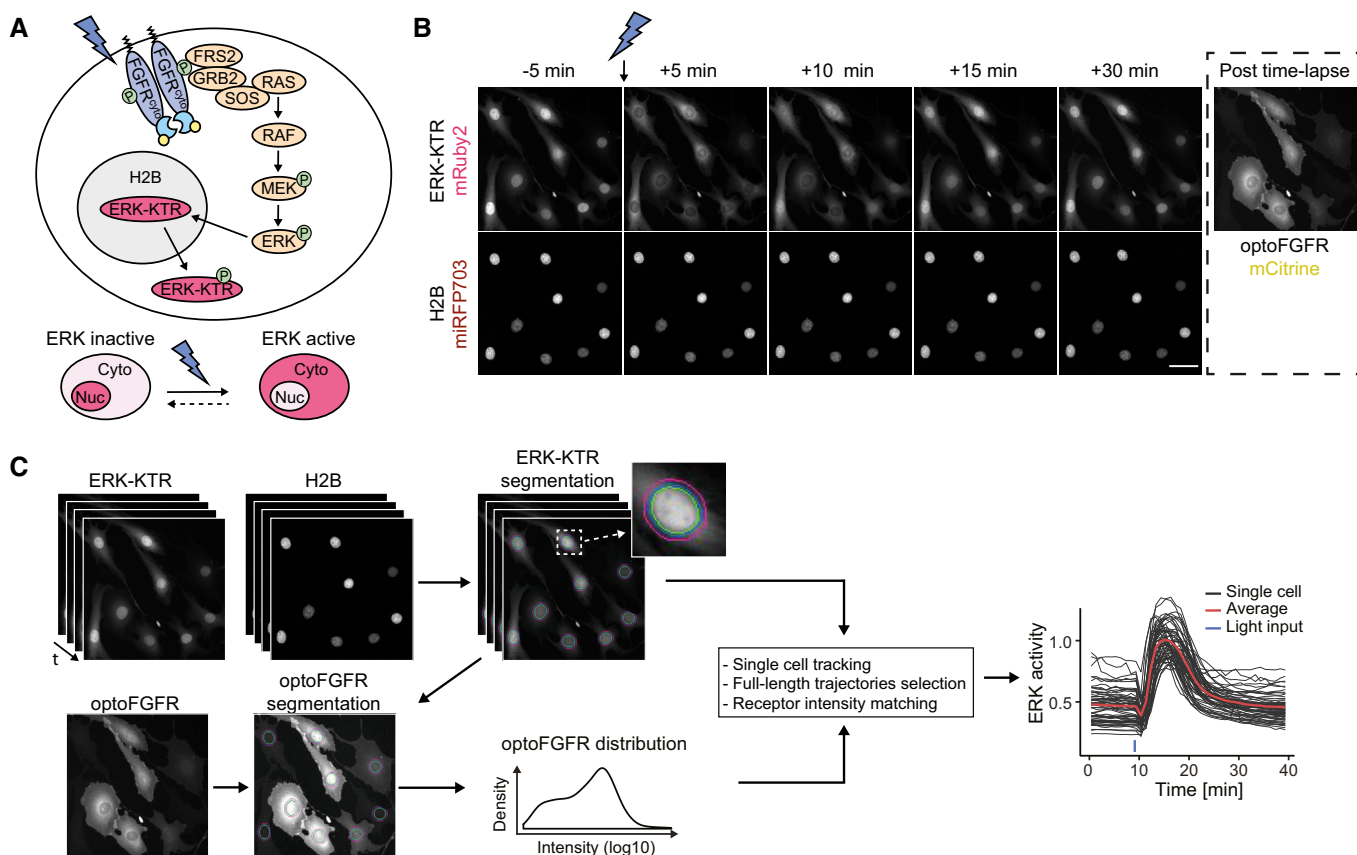 A
FGFRcyto
FGFRcyto
P
P
FRS2
GRB2
SOS
RAS
RAF
MEK
P
ERK
P
H2B
ERK-KTR
P
ERK-KTR
ERK inactive
ERK active
Cyto
Nuc
Cyto
Nuc
B
-5 min
+5 min
+10 min
+15 min
+30 min
Post time-lapse
ERK-KTR
mRuby2
H2B
miRFP703
optoFGFR
mCitrine
C
ERK-KTR
H2B
ERK-KTR
segmentation
t
optoFGFR
optoFGFR
segmentation
optoFGFR distribution
Density
Intensity (log10)
- Single cell tracking
- Full-length trajectories selection
- Receptor intensity matching
Single cell
Average
Light input
ERK activity
1.0
0.5
0 10 20 30 40
Time [min]